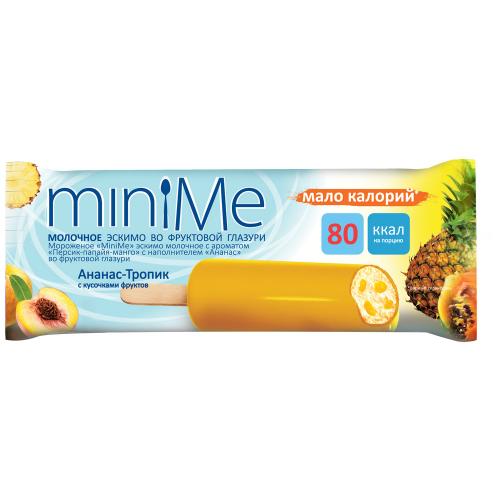 miniMe
МОЛОЧНОЕ ЭСКИМО ВО ФРУКТОВОЙ ГЛАЗУРИ
Мороженое «MiniMe» эскимо молочное с ароматом
«Персик-папайя-манго» с наполнителем «Ананас»
во фруктовой глазури
Ананас-Тропик
с кусочками фруктов
мало калорий*
80
ккал
на порцию